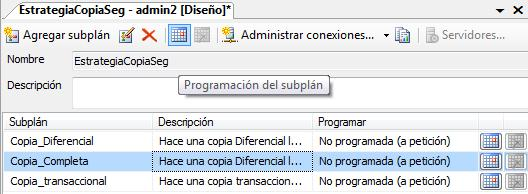 EstrategiaCopiaSeg - admin2 [Diseño]*
Agregar subplán Administrar conexiones... Servidores...
Nombre EstrategiaCopiaSeg
Programación del subplán
Descripción
Subplán Descripción Programar
Copia_Diferencial Hace una copia Diferencial l... No programada (a petición)
Copia_Completa Hace una copia Diferencial l... No programada (a petición)
Copia_transaccional Hace una copia transaccion... No programada (a petición)